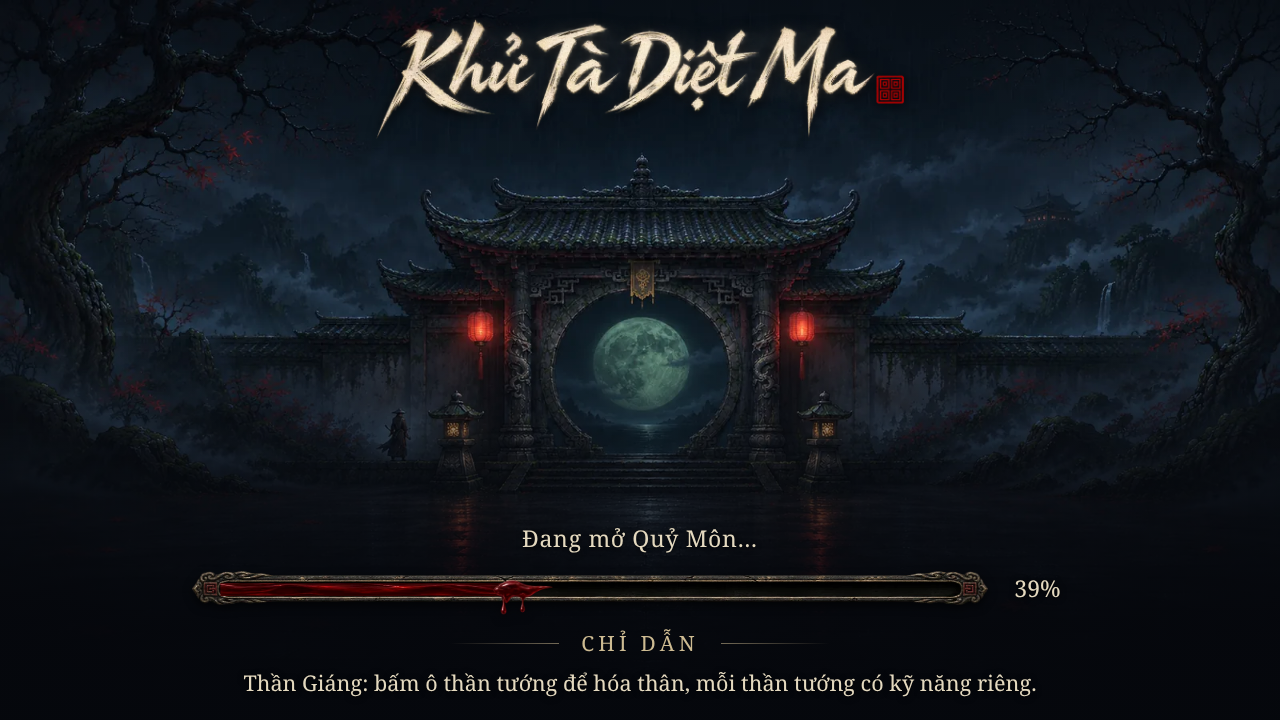 Khử Tà Diệt Ma
Đang mở Quỷ Môn...
39%
CHỈ DẪN
Thần Giáng: bấm ô thần tướng để hóa thân, mỗi thần tướng có kỹ năng riêng.